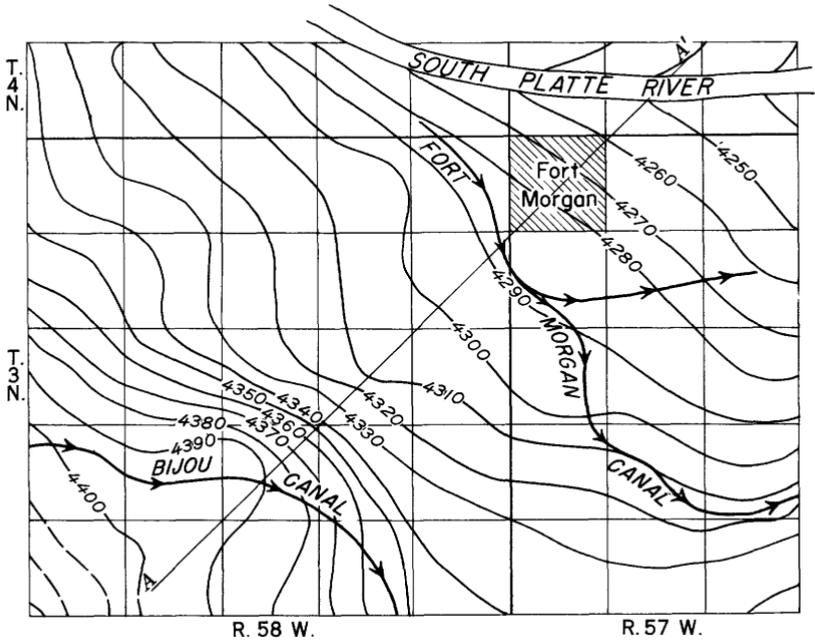 T.
4
N.
A'
SOUTH PLATTE RIVER
FORT
Fort
Morgan
4250
4260
4270
4280
4290
MORGAN
4300
T.
3
N.
4310
4320
4330
4340
4350
4360
4370
4380
4390
BIJOU
CANAL
CANAL
4400
A
R. 58 W.
R. 57 W.